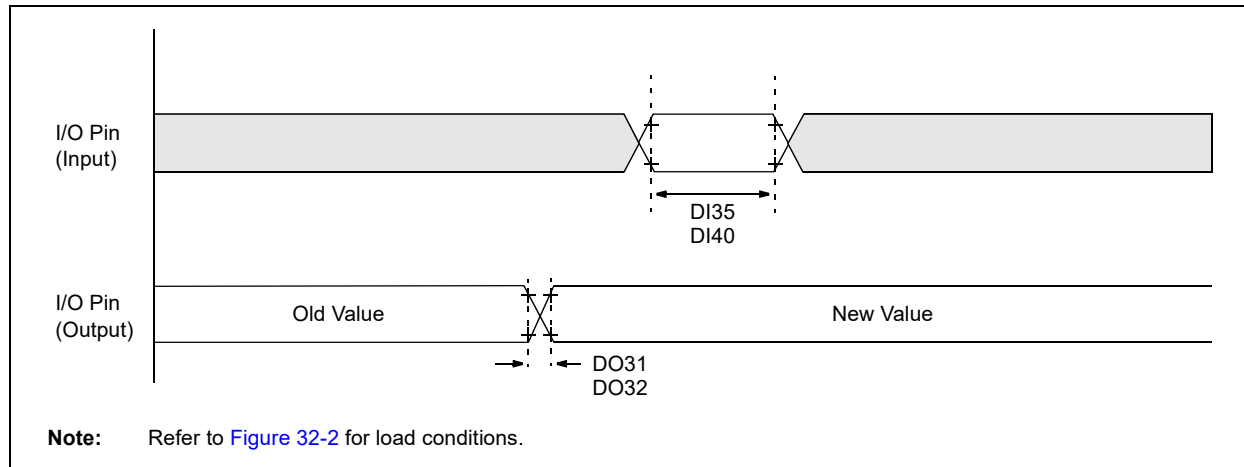 I/O Pin
(Input)
DI35
DI40
I/O Pin
(Output)
Old Value
New Value
DO31
DO32
Note: Refer to Figure 32-2 for load conditions.